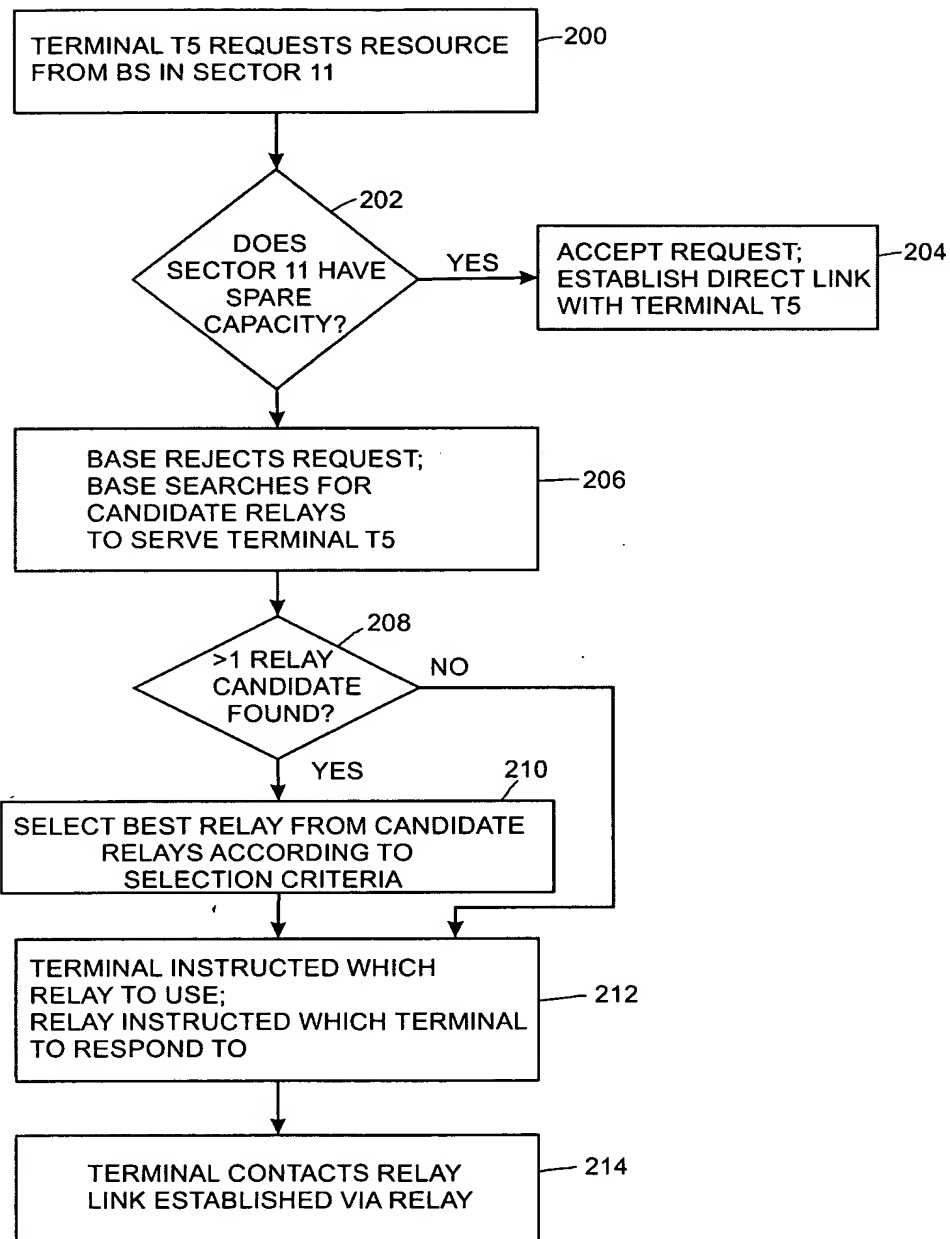 TERMINAL T5 REQUESTS RESOURCE
FROM BS IN SECTOR 11
200
202
DOES
SECTOR 11 HAVE
SPARE
CAPACITY?
YES
ACCEPT REQUEST;
ESTABLISH DIRECT LINK
WITH TERMINAL T5
204
BASE REJECTS REQUEST;
BASE SEARCHES FOR
CANDIDATE RELAYS
TO SERVE TERMINAL T5
206
208
>1 RELAY
CANDIDATE
FOUND?
NO
YES
210
SELECT BEST RELAY FROM CANDIDATE
RELAYS ACCORDING TO
SELECTION CRITERIA
TERMINAL INSTRUCTED WHICH
RELAY TO USE;
RELAY INSTRUCTED WHICH TERMINAL
TO RESPOND TO
212
TERMINAL CONTACTS RELAY
LINK ESTABLISHED VIA RELAY
214